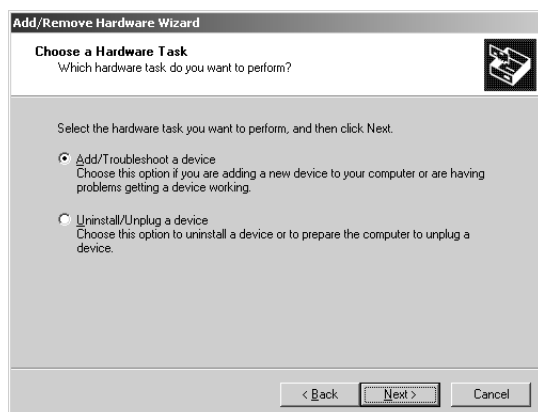 Add/Remove Hardware Wizard
Choose a Hardware Task
Which hardware task do you want to perform?
Select the hardware task you want to perform, and then click Next.
Add/Troubleshoot a device
Choose this option if you are adding a new device to your computer or are having
problems getting a device working.
Uninstall/Unplug a device
Choose this option to uninstall a device or to prepare the computer to unplug a
device.
< Back Next > Cancel